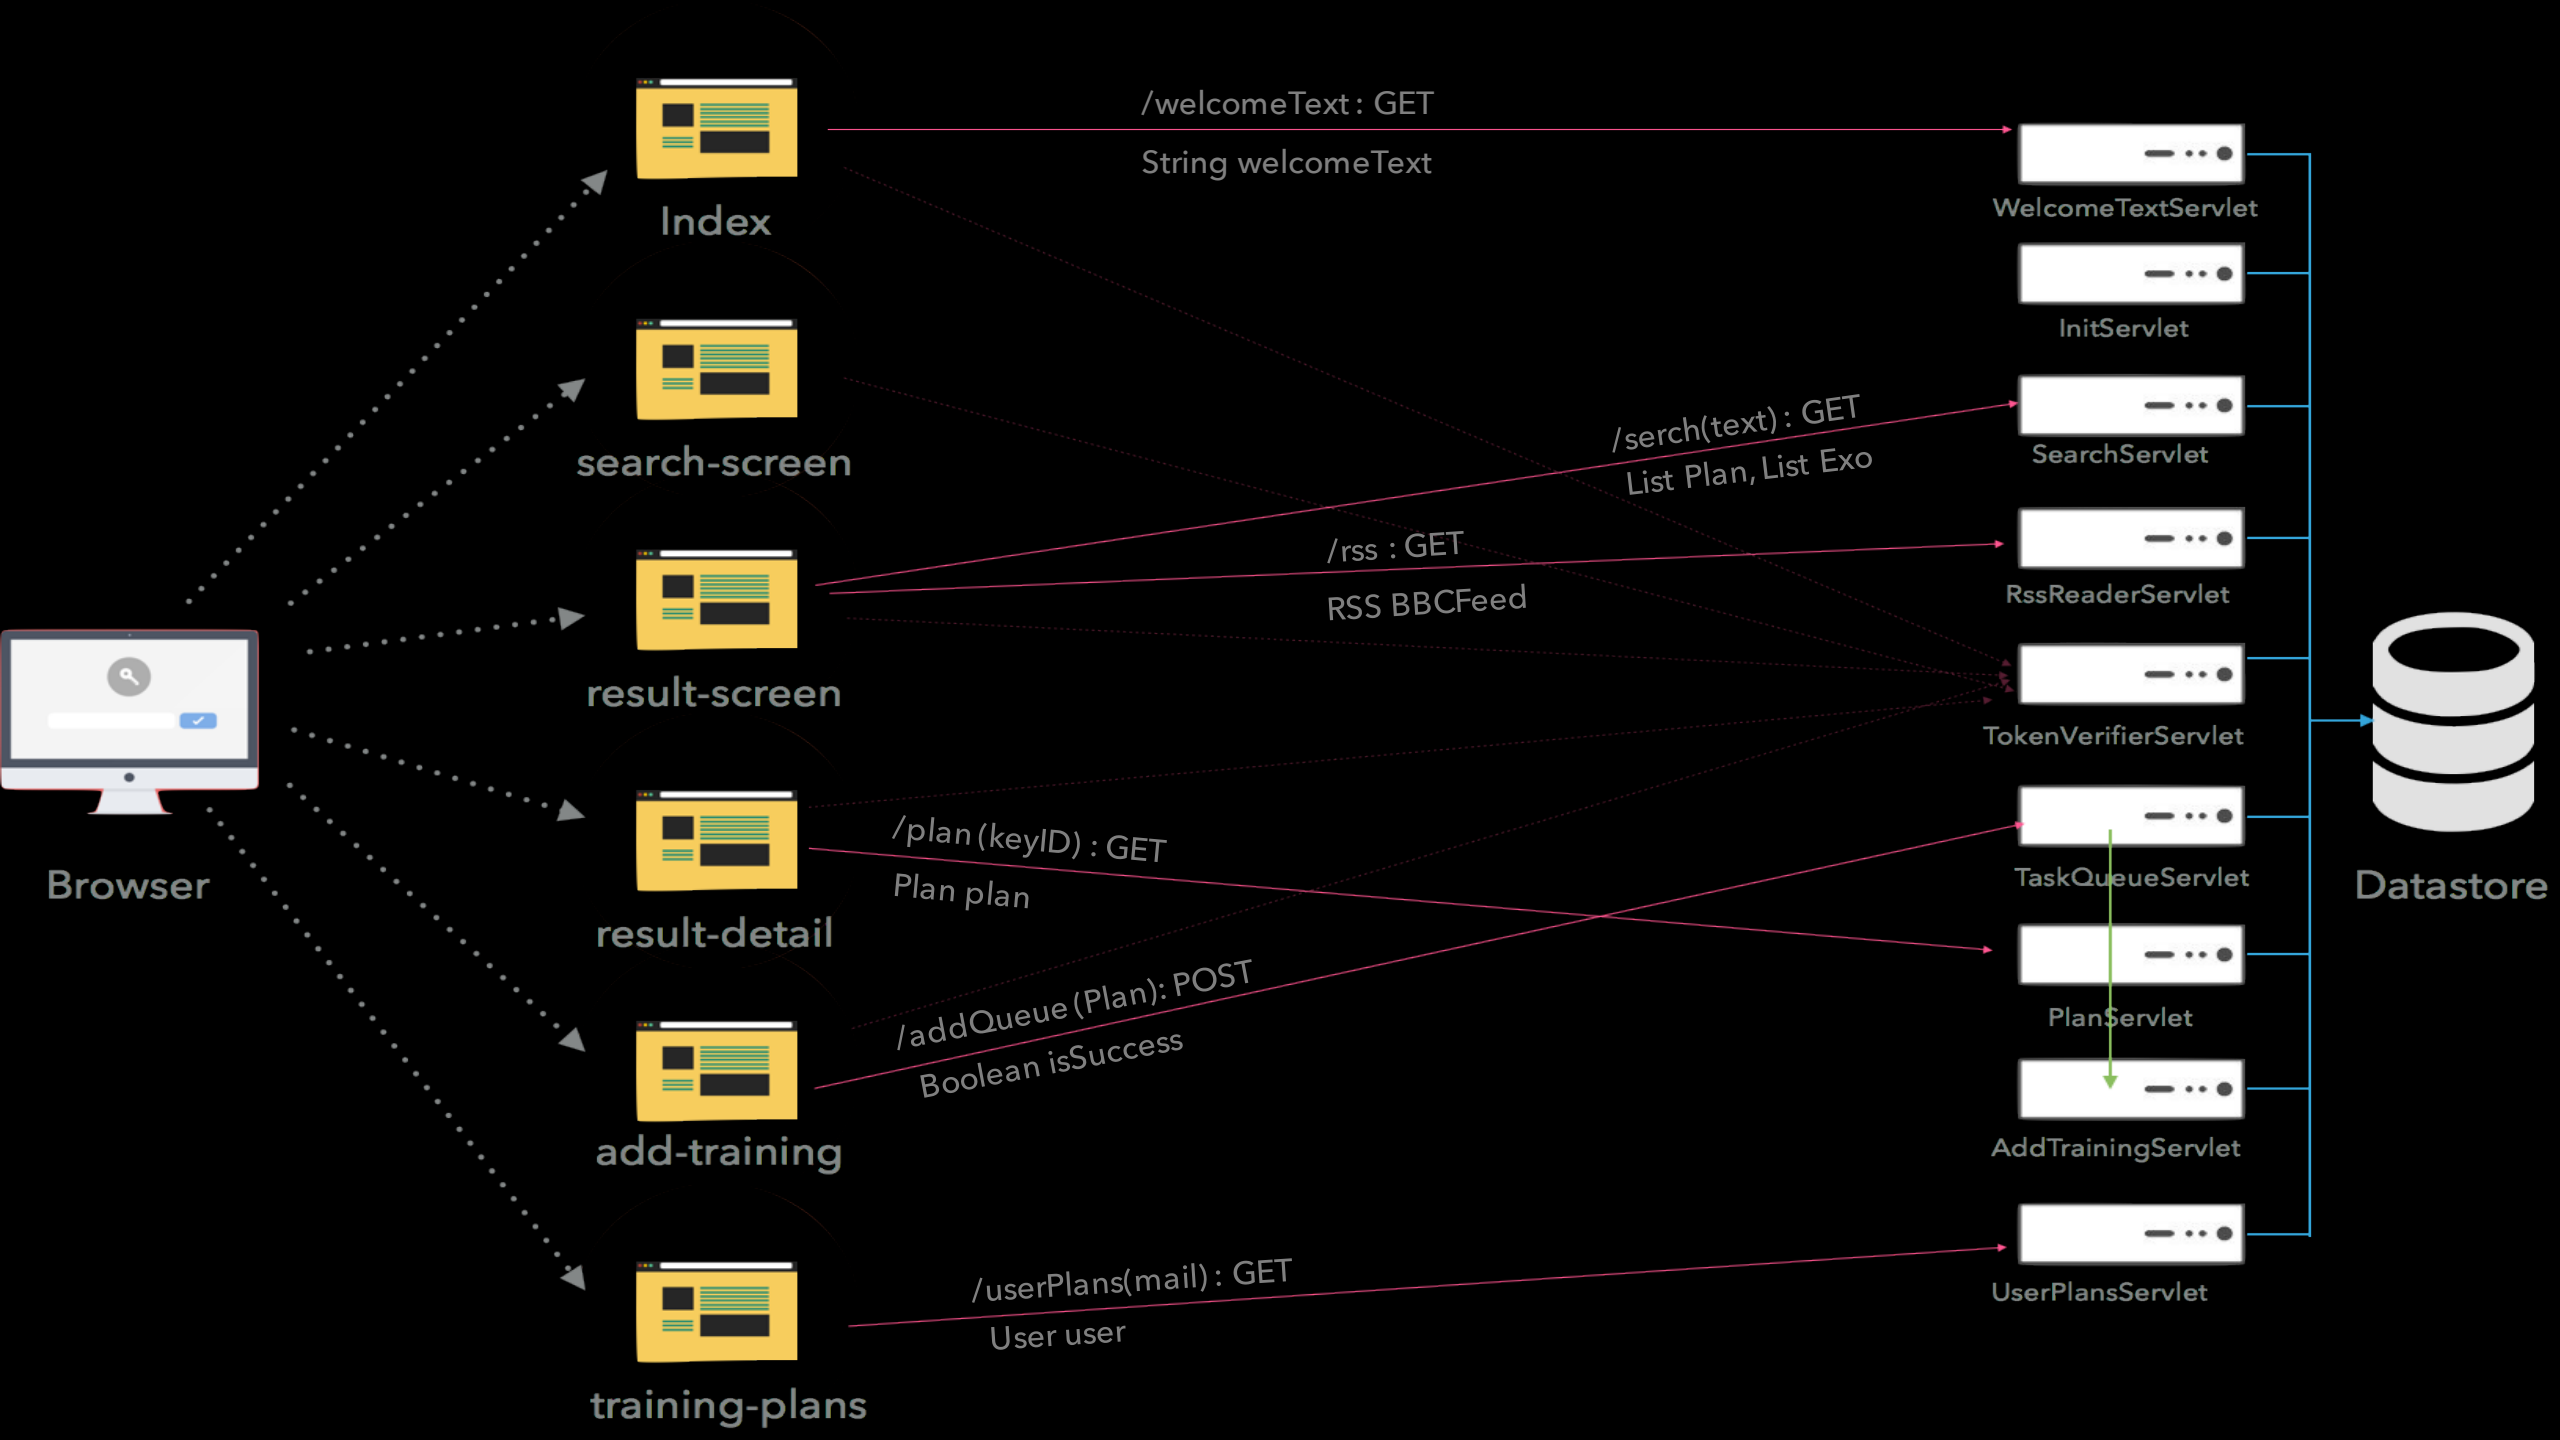 /welcomeText : GET
String welcomeText
WelcomeTextServlet
Index
InitServlet
/serch(text) : GET
List Plan, List Exo
SearchServlet
search-screen
/rss : GET
RSS BBCFeed
RssReaderServlet
result-screen
TokenVerifierServlet
/plan (keyID) : GET
Plan plan
TaskQueueServlet
Browser
Datastore
result-detail
/addQueue (Plan): POST
Boolean isSuccess
PlanServlet
add-training
AddTrainingServlet
/userPlans(mail) : GET
User user
UserPlansServlet
training-plans